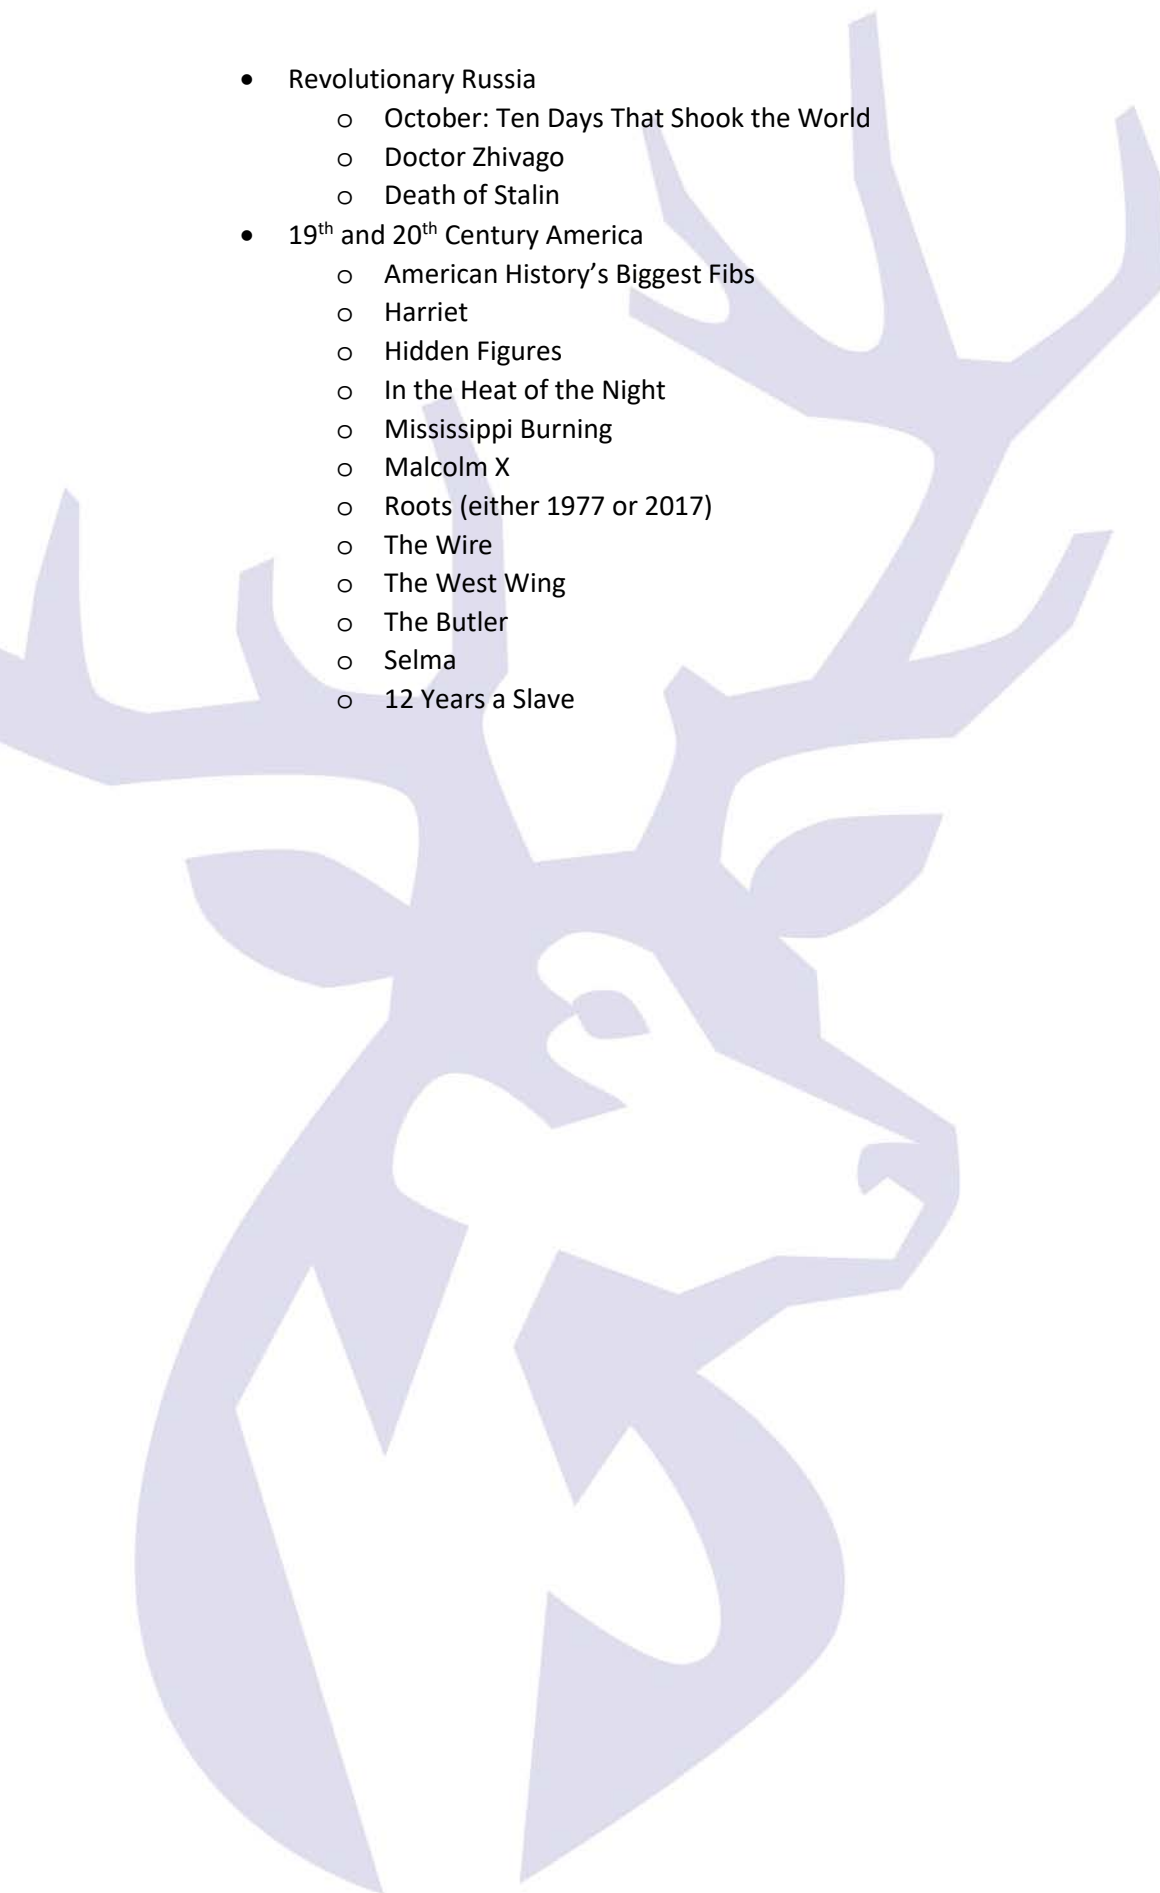 • Revolutionary Russia
o October: Ten Days That Shook the World
o Doctor Zhivago
o Death of Stalin
• 19th and 20th Century America
o American History’s Biggest Fibs
o Harriet
o Hidden Figures
o In the Heat of the Night
o Mississippi Burning
o Malcolm X
o Roots (either 1977 or 2017)
o The Wire
o The West Wing
o The Butler
o Selma
o 12 Years a Slave